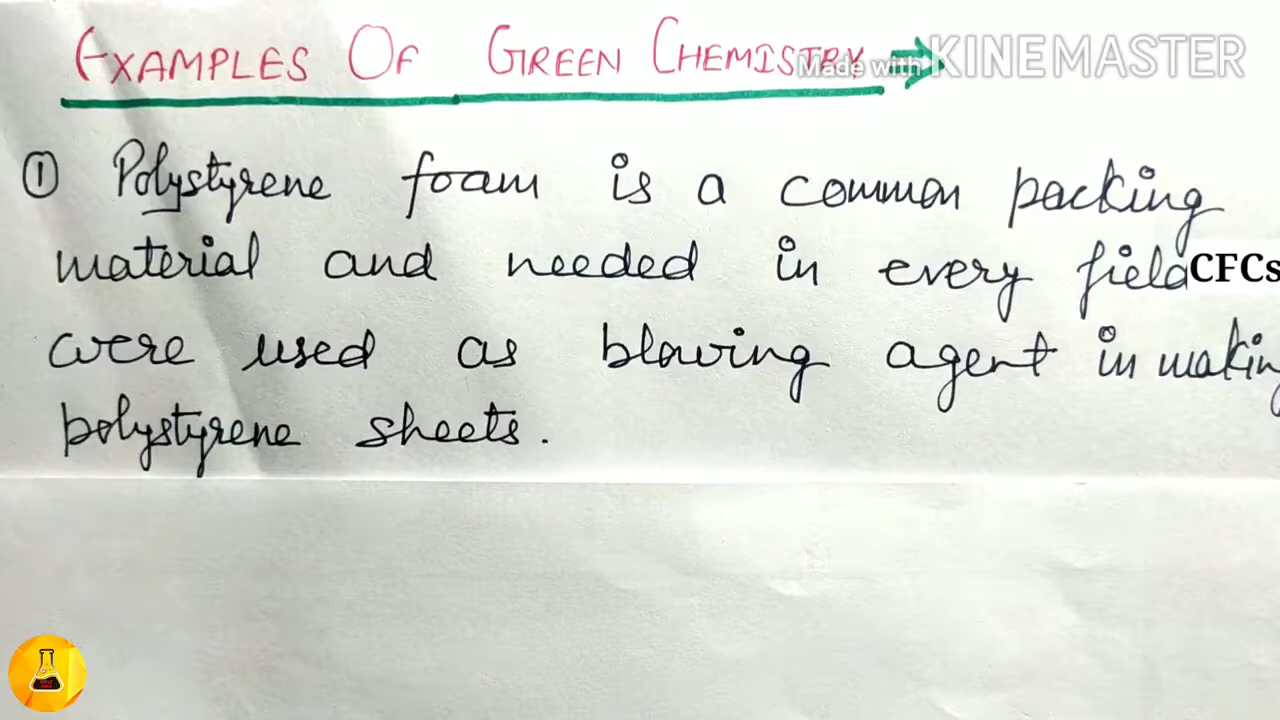 EXAMPLES OF GREEN CHEMISTRY
Made with KINEMASTER
① Polystyrene foam is a common packing
material and needed in every field CFCs
were used as blowing agent in making
polystyrene sheets.